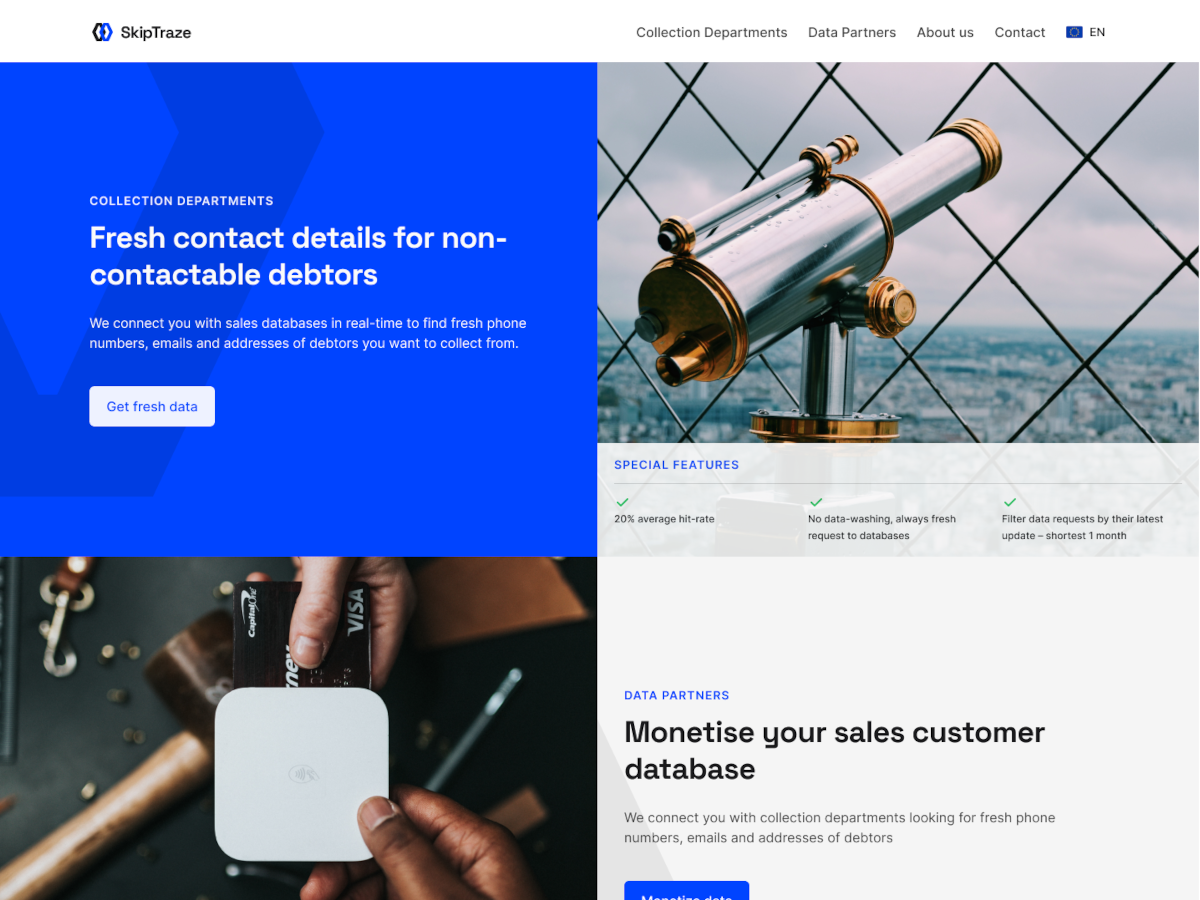 SkipTraze
Collection Departments
Data Partners
About us
Contact
EN
COLLECTION DEPARTMENTS
Fresh contact details for non-
contactable debtors
We connect you with sales databases in real-time to find fresh phone
numbers, emails and addresses of debtors you want to collect from.
Get fresh data
SPECIAL FEATURES
20% average hit-rate
No data-washing, always fresh
request to databases
Filter data requests by their latest
update – shortest 1 month
Capital One
VISA
DATA PARTNERS
Monetise your sales customer
database
We connect you with collection departments looking for fresh phone
numbers, emails and addresses of debtors
Monetize data